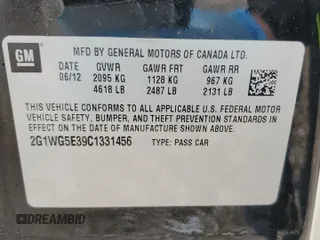 GM
MFD BY GENERAL MOTORS OF CANADA LTD.
DATE GVWR GAWR FRT GAWR RR
06/12 2095 KG 1128 KG 967 KG
4618 LB 2487 LB 2131 LB
THIS VEHICLE CONFORMS TO ALL APPLICABLE U.S. FEDERAL MOTOR
VEHICLE SAFETY, BUMPER, AND THEFT PREVENTION STANDARDS
IN EFFECT ON THE DATE OF MANUFACTURE SHOWN ABOVE.
2G1WG5E39C1331456 TYPE: PASS CAR
DREAMBID